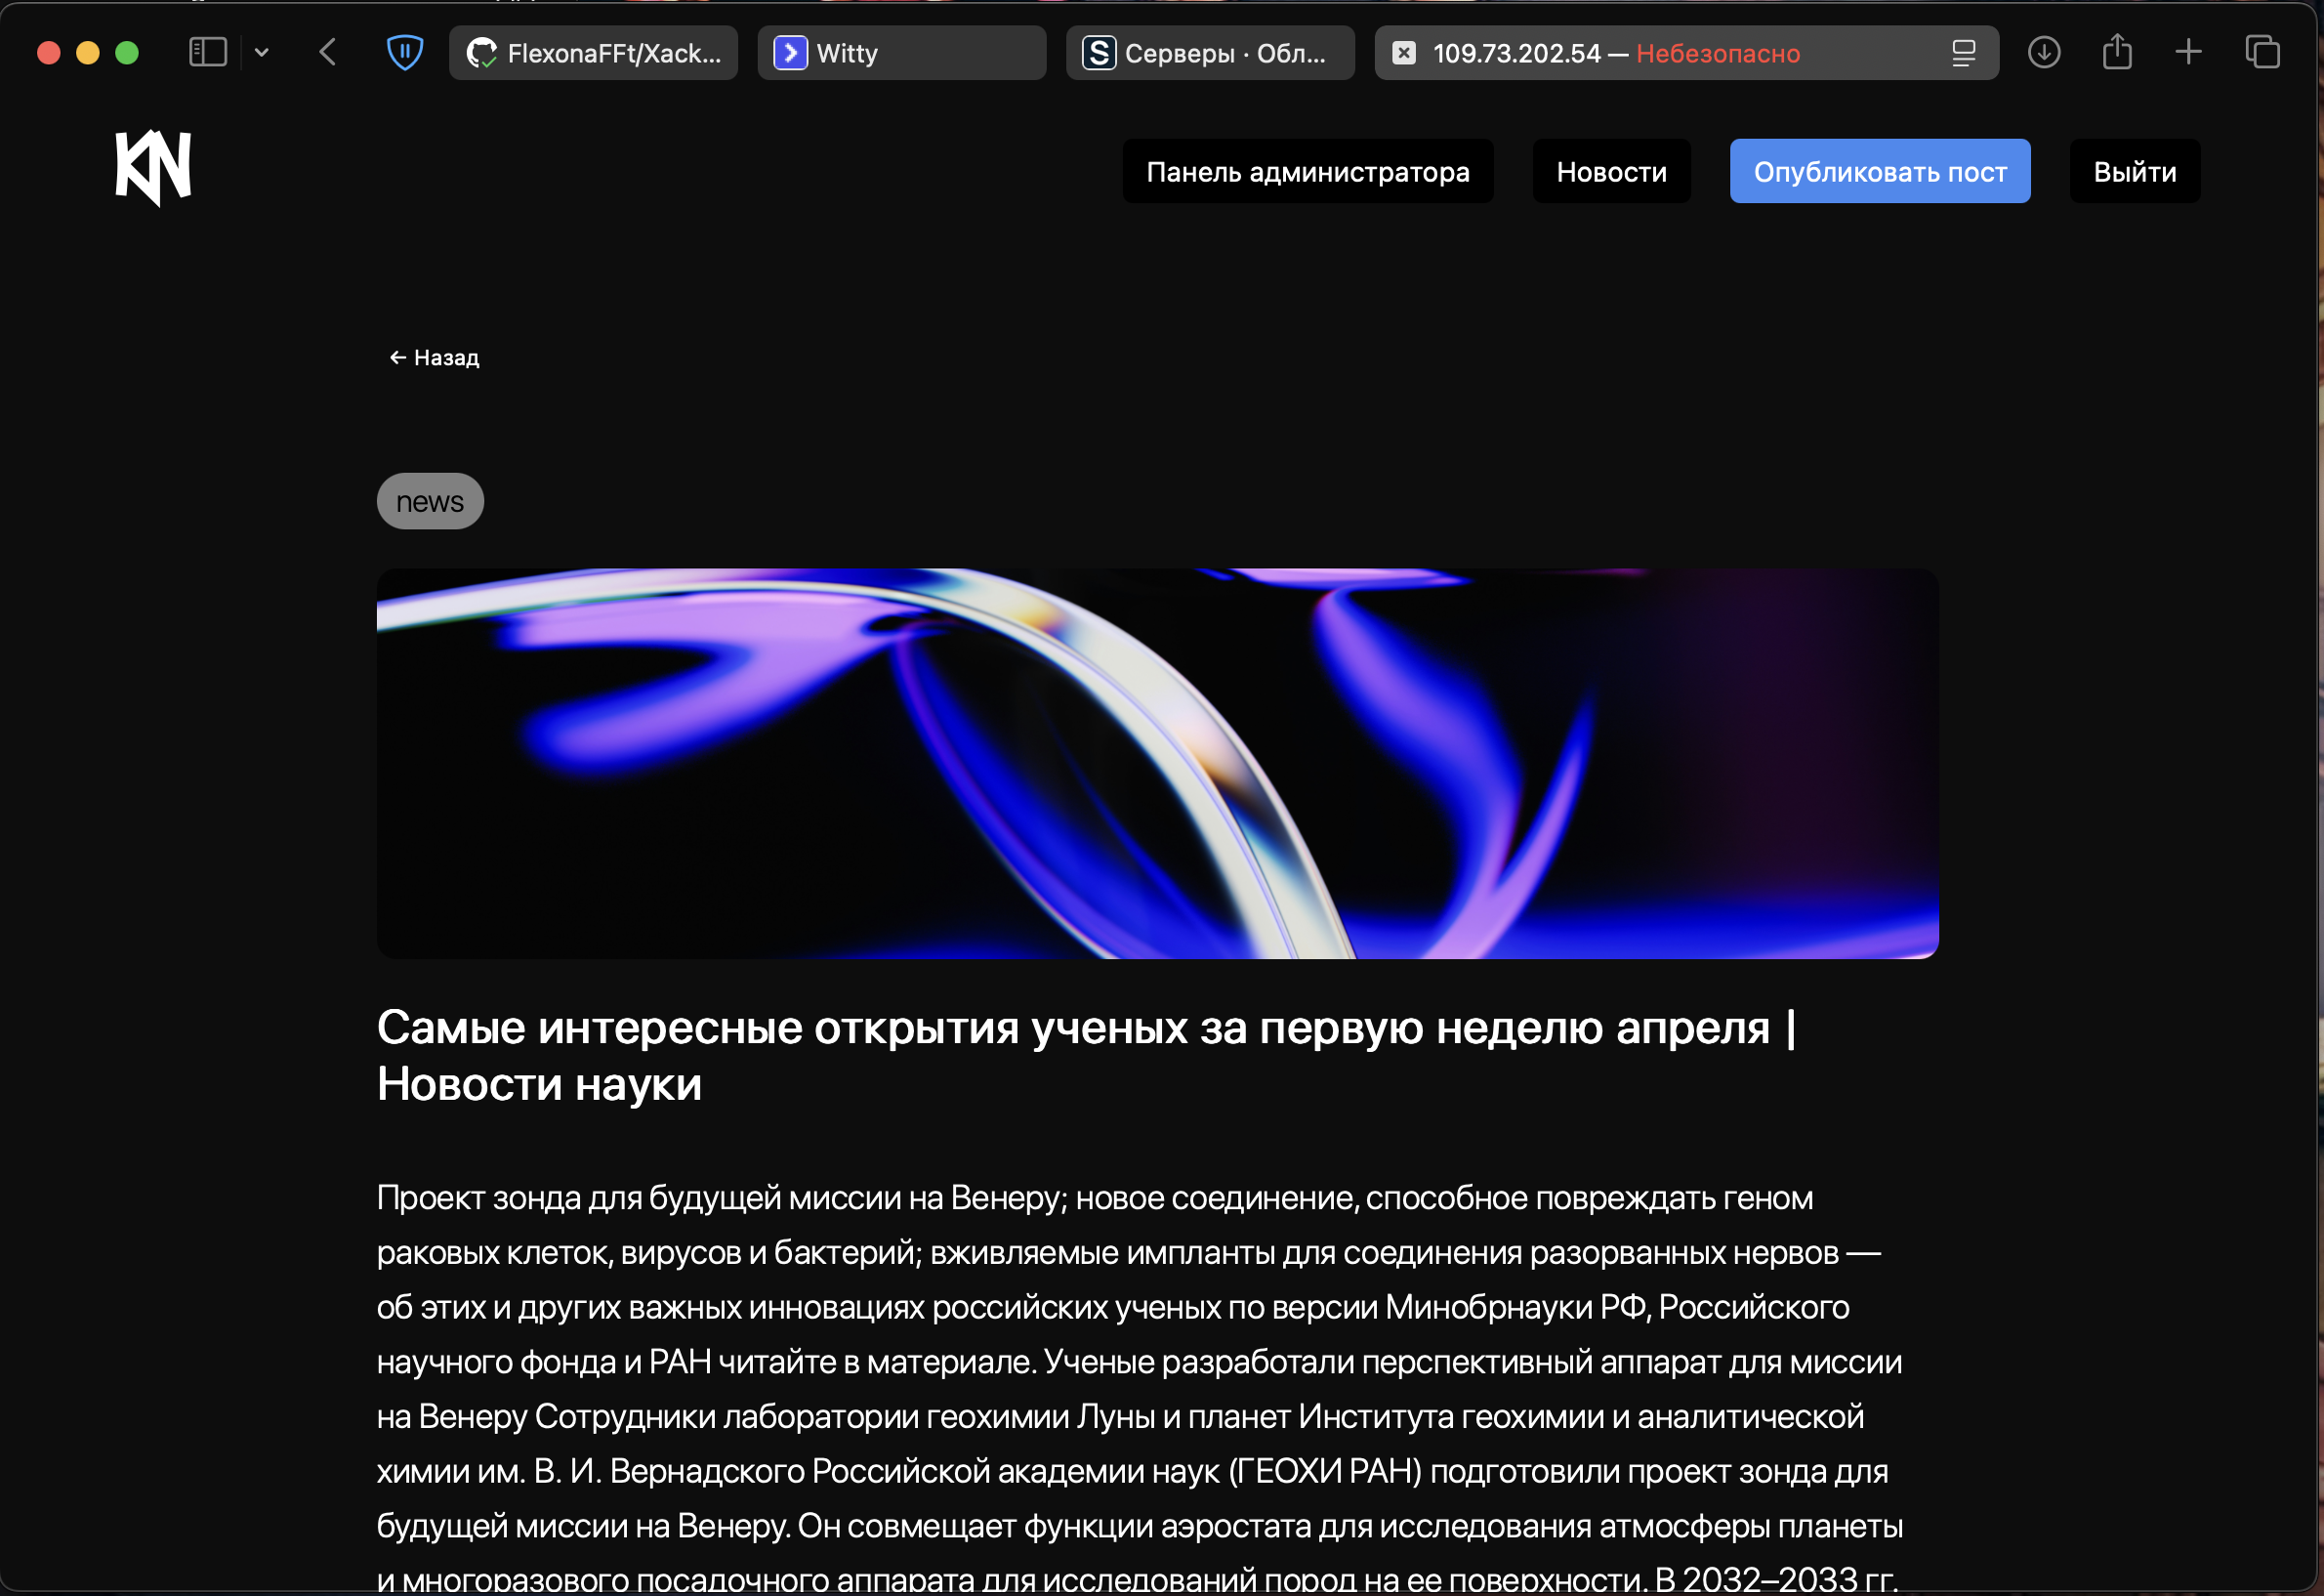 FlexonaFFt/Xack...
Witty
Серверы · Обл...
109.73.202.54 — Небезопасно
KN
Панель администратора
Новости
Опубликовать пост
Выйти
← Назад
news
Самые интересные открытия ученых за первую неделю апреля |
Новости науки
Проект зонда для будущей миссии на Венеру; новое соединение, способное повреждать геном
раковых клеток, вирусов и бактерий; вживляемые импланты для соединения разорванных нервов —
об этих и других важных инновациях российских ученых по версии Минобрнауки РФ, Российского
научного фонда и РАН читайте в материале. Ученые разработали перспективный аппарат для миссии
на Венеру Сотрудники лаборатории геохимии Луны и планет Института геохимии и аналитической
химии им. В. И. Вернадского Российской академии наук (ГЕОХИ РАН) подготовили проект зонда для
будущей миссии на Венеру. Он совмещает функции аэростата для исследования атмосферы планеты
и многоразового посадочного аппарата для исследований пород на ее поверхности. В 2032–2033 гг.